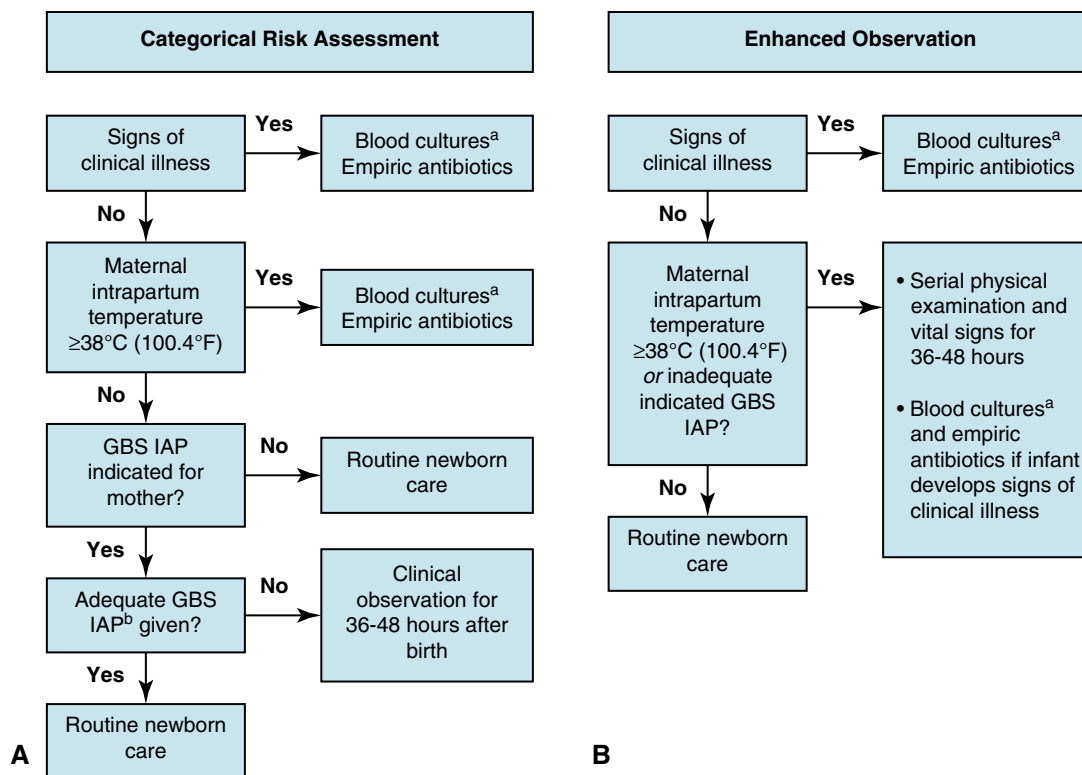 Categorical Risk Assessment
Signs of
clinical illness
Yes
Blood culturesᵃ
Empiric antibiotics
No
Maternal
intrapartum
temperature
≥38°C (100.4°F)
Yes
Blood culturesᵃ
Empiric antibiotics
No
GBS IAP
indicated for
mother?
No
Routine newborn
care
Yes
Adequate GBS
IAPᵇ given?
No
Clinical
observation for
36-48 hours after
birth
Yes
Routine newborn
care
A
Enhanced Observation
Signs of
clinical illness
Yes
Blood culturesᵃ
Empiric antibiotics
No
Maternal
intrapartum
temperature
≥38°C (100.4°F)
or inadequate
indicated GBS
IAP?
Yes
• Serial physical
examination and
vital signs for
36-48 hours
• Blood culturesᵃ
and empiric
antibiotics if infant
develops signs of
clinical illness
No
Routine newborn
care
B